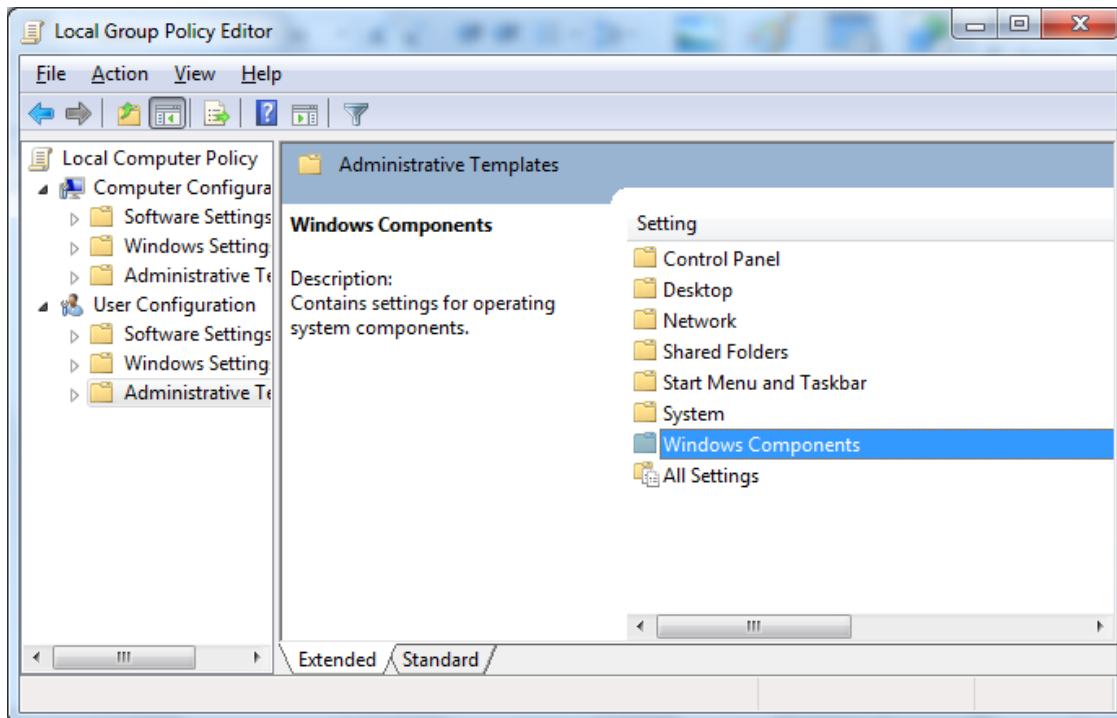 Local Group Policy Editor
File Action View Help
Local Computer Policy
Computer Configura
Software Settings
Windows Setting
Administrative Te
User Configuration
Software Settings
Windows Setting
Administrative Te
Administrative Templates
Windows Components
Description:
Contains settings for operating
system components.
Setting
Control Panel
Desktop
Network
Shared Folders
Start Menu and Taskbar
System
Windows Components
All Settings
Extended Standard